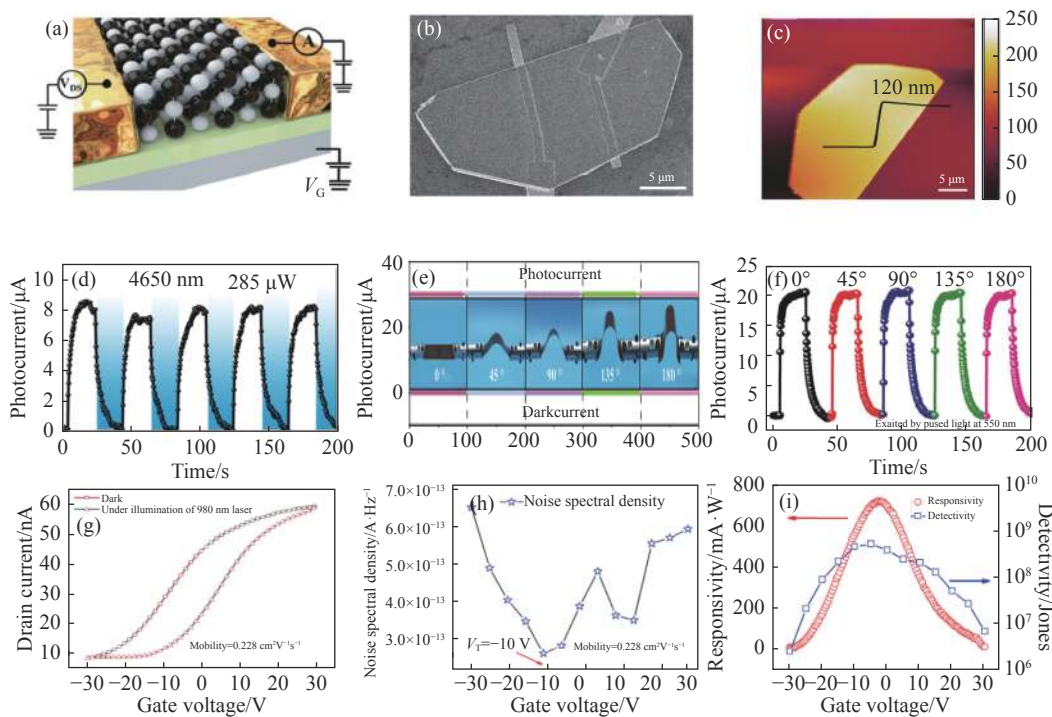 (a)
A
V_DS
V_G
(b)
5 μm
(c)
120 nm
5 μm
250
200
150
100
50
0
(d)
4650 nm
285 μW
Photocurrent/μA
10
8
6
4
2
0
0
50
100
150
200
Time/s
(e)
Photocurrent
Photocurrent/μA
40
30
20
10
0
45
90
135
180
Darkcurrent
0
100
200
300
400
500
Time/s
(f)
0°
45°
90°
135°
180°
Photocurrent/μA
25
20
15
10
5
0
Exaited by pused light at 550 nm
0
50
100
150
200
Time/s
Dark
Under illumination of 980 nm laser
(g)
Drain current/nA
60
50
40
30
20
10
Mobility=0.228 cm²V⁻¹s⁻¹
−30
−20
−10
0
10
20
30
Gate voltage/V
(h)
Noise spectral density
Noise spectral density/A·Hz⁻¹
7.0×10⁻¹³
6.0×10⁻¹³
5.0×10⁻¹³
4.0×10⁻¹³
3.0×10⁻¹³
V_T=−10 V
Mobility=0.228 cm²V⁻¹s⁻¹
−30
−20
−10
0
10
20
30
Gate voltage/V
(i)
Responsivity
Detectivity
Responsivity/mA·W⁻¹
800
600
400
200
0
10¹⁰
10⁹
10⁸
10⁷
10⁶
Detectivity/Jones
−30
−20
−10
0
10
20
30
Gate voltage/V